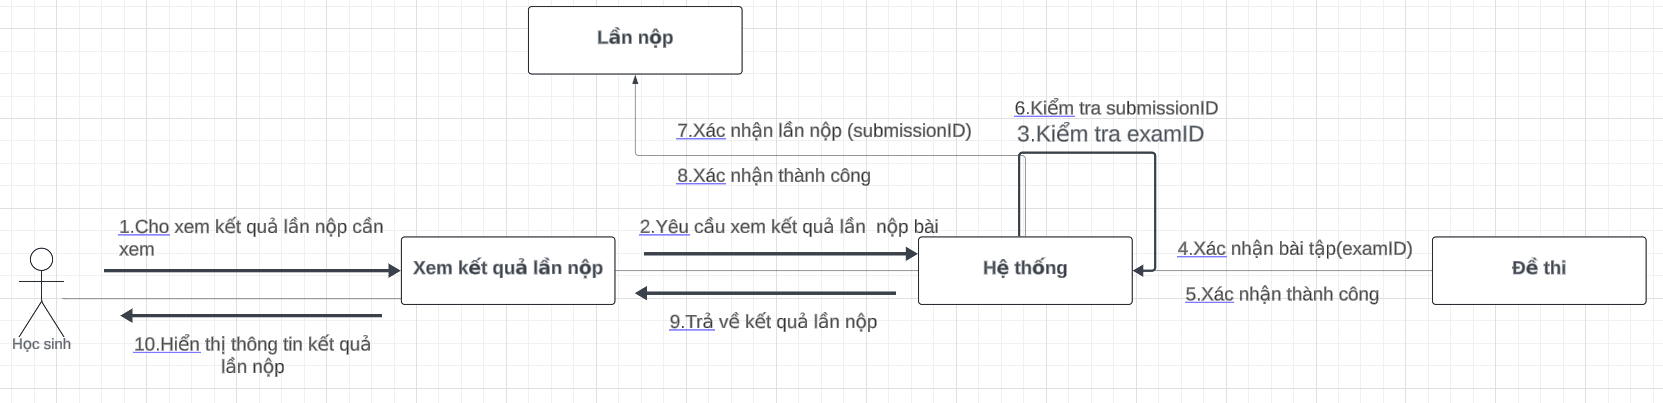 Lần nộp
6.Kiểm tra submissionID
3.Kiểm tra examID
7.Xác nhận lần nộp (submissionID)
8.Xác nhận thành công
1.Cho xem kết quả lần nộp cần
xem
2.Yêu cầu xem kết quả lần  nộp bài
4.Xác nhận bài tập(examID)
Xem kết quả lần nộp
Hệ thống
Đề thi
5.Xác nhận thành công
9.Trả về kết quả lần nộp
Học sinh
10.Hiển thị thông tin kết quả
lần nộp